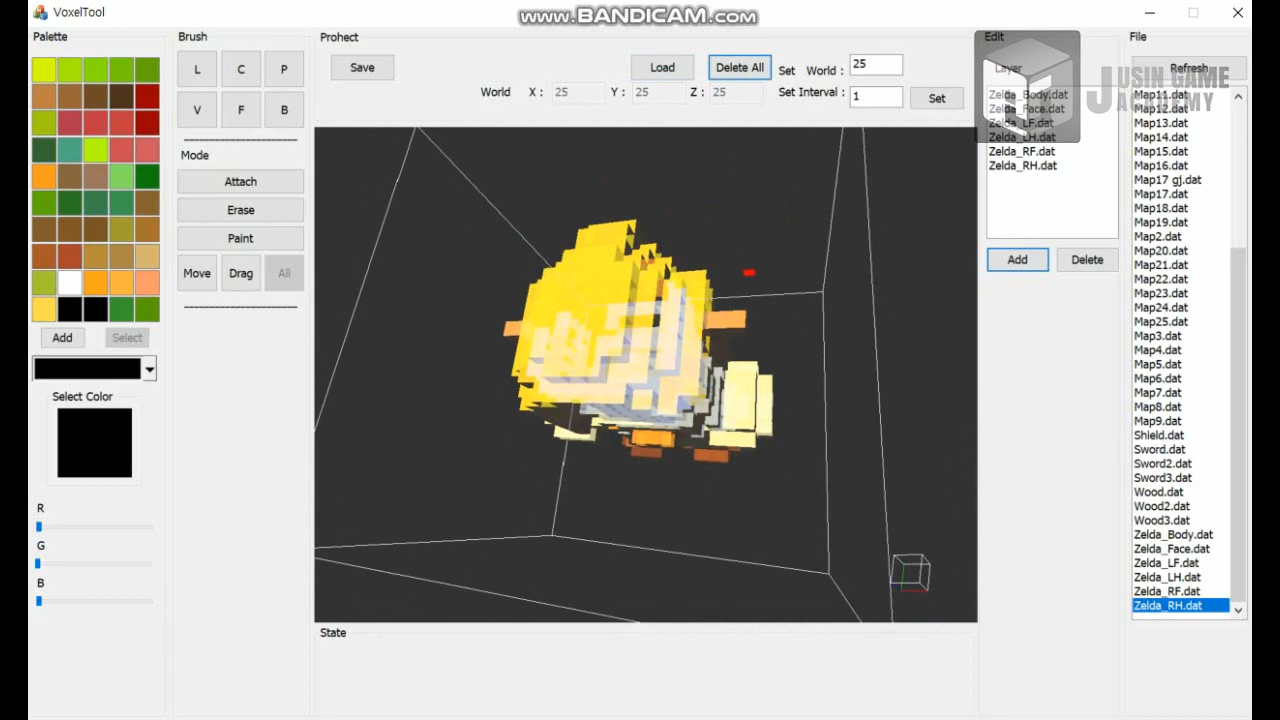 VoxelTool
www.BANDICAM.com
Palette
Brush
Prohect
Edit
File
L
C
P
V
F
B
Save
Load
Delete All
Set World :
25
World X :
25
Y :
25
Z :
25
Set Interval :
1
Set
Layer
Refresh
JUSIN GAME
ACADEMY
Mode
Attach
Erase
Paint
Move
Drag
All
Zelda_Body.dat
Zelda_Face.dat
Zelda_LF.dat
Zelda_LH.dat
Zelda_RF.dat
Zelda_RH.dat
Add
Delete
Map11.dat
Map12.dat
Map13.dat
Map14.dat
Map15.dat
Map16.dat
Map17 gj.dat
Map17.dat
Map18.dat
Map19.dat
Map2.dat
Map20.dat
Map21.dat
Map22.dat
Map23.dat
Map24.dat
Map25.dat
Map3.dat
Map4.dat
Map5.dat
Map6.dat
Map7.dat
Map8.dat
Map9.dat
Shield.dat
Sword.dat
Sword2.dat
Sword3.dat
Wood.dat
Wood2.dat
Wood3.dat
Zelda_Body.dat
Zelda_Face.dat
Zelda_LF.dat
Zelda_LH.dat
Zelda_RF.dat
Zelda_RH.dat
Add
Select
Select Color
R
G
B
State